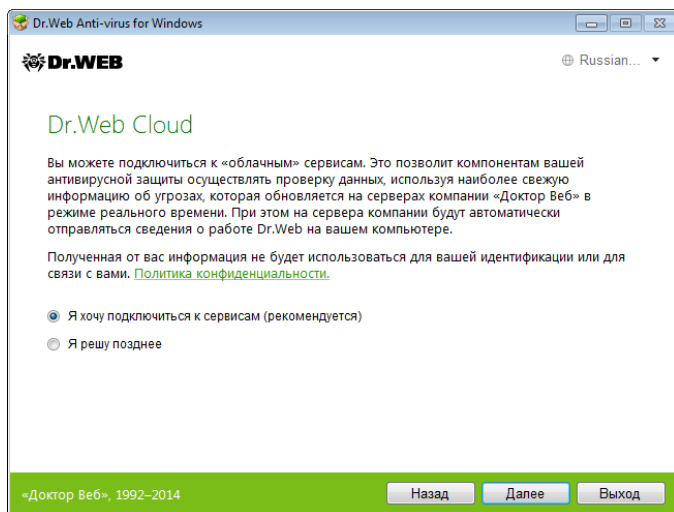 Dr.Web Anti-virus for Windows
Dr.WEB
Russian...
Dr.Web Cloud
Вы можете подключиться к «облачным» сервисам. Это позволит компонентам вашей
антивирусной защиты осуществлять проверку данных, используя наиболее свежую
информацию об угрозах, которая обновляется на серверах компании «Доктор Веб» в
режиме реального времени. При этом на сервера компании будут автоматически
отправляться сведения о работе Dr.Web на вашем компьютере.
Полученная от вас информация не будет использоваться для вашей идентификации или для
связи с вами. Политика конфиденциальности.
Я хочу подключиться к сервисам (рекомендуется)
Я решу позднее
«Доктор Веб», 1992–2014
Назад
Далее
Выход